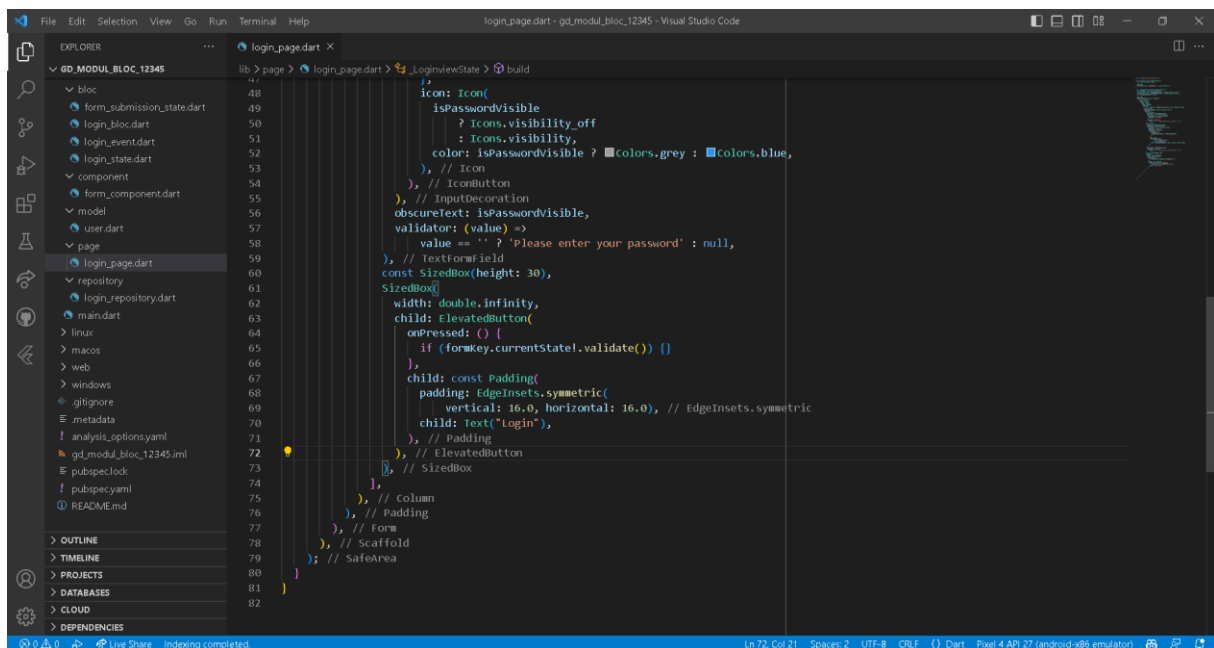 File Edit Selection View Go Run Terminal Help
login_page.dart - gd_modul_bloc_12345 - Visual Studio Code
EXPLORER
GD_MODUL_BLOC_12345
bloc
form_submission_state.dart
login_bloc.dart
login_event.dart
login_state.dart
component
form_component.dart
model
user.dart
page
login_page.dart
repository
login_repository.dart
main.dart
> linux
> macos
> web
> windows
.gitignore
.metadata
! analysis_options.yaml
gd_modul_bloc_12345.iml
pubspec.lock
! pubspec.yaml
README.md
> OUTLINE
> TIMELINE
> PROJECTS
> DATABASES
> CLOUD
> DEPENDENCIES
login_page.dart ×
lib > page > login_page.dart > _LoginviewState > build
47 },
48 icon: Icon(
49 isPasswordVisible
50 ? Icons.visibility_off
51 : Icons.visibility,
52 color: isPasswordVisible ? Colors.grey : Colors.blue,
53 ), // Icon
54 ), // IconButton
55 ), // InputDecoration
56 obscureText: isPasswordVisible,
57 validator: (value) =>
58 value == '' ? 'Please enter your password' : null,
59 ), // TextFormField
60 const SizedBox(height: 30),
61 SizedBox(
62 width: double.infinity,
63 child: ElevatedButton(
64 onPressed: () {
65 if (formKey.currentState!.validate()) {}
66 },
67 child: const Padding(
68 padding: EdgeInsets.symmetric(
69 vertical: 16.0, horizontal: 16.0), // EdgeInsets.symmetric
70 child: Text("Login"),
71 ), // Padding
72 ), // ElevatedButton
73 ), // SizedBox
74 ],
75 ), // Column
76 ), // Padding
77 ), // Form
78 ), // Scaffold
79 ); // SafeArea
80 }
81 }
82
0 0 Live Share Indexing completed. Ln 72, Col 21 Spaces: 2 UTF-8 CRLF {} Dart Pixel 4 API 27 (android-x86 emulator)